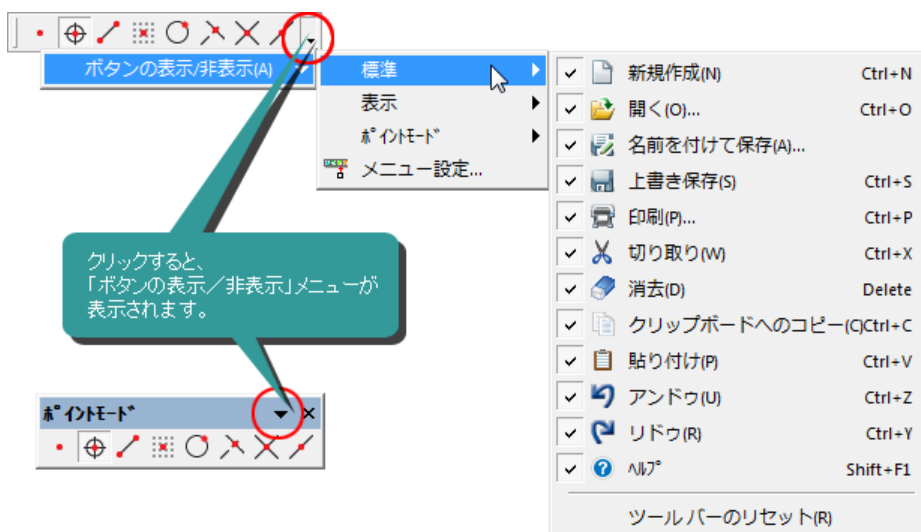 ボタンの表示/非表示(A)
標準
表示
ﾎﾟｲﾝﾄﾓｰﾄﾞ
メニュー設定...
新規作成(N) Ctrl+N
開く(O)... Ctrl+O
名前を付けて保存(A)...
上書き保存(S) Ctrl+S
印刷(P)... Ctrl+P
切り取り(W) Ctrl+X
消去(D) Delete
クリップボードへのコピー(C)Ctrl+C
貼り付け(P) Ctrl+V
アンドゥ(U) Ctrl+Z
リドゥ(R) Ctrl+Y
ﾍﾙﾌﾟ Shift+F1
ツール バーのリセット(R)
クリックすると、
「ボタンの表示／非表示」メニューが
表示されます。
ﾎﾟｲﾝﾄﾓｰﾄﾞ